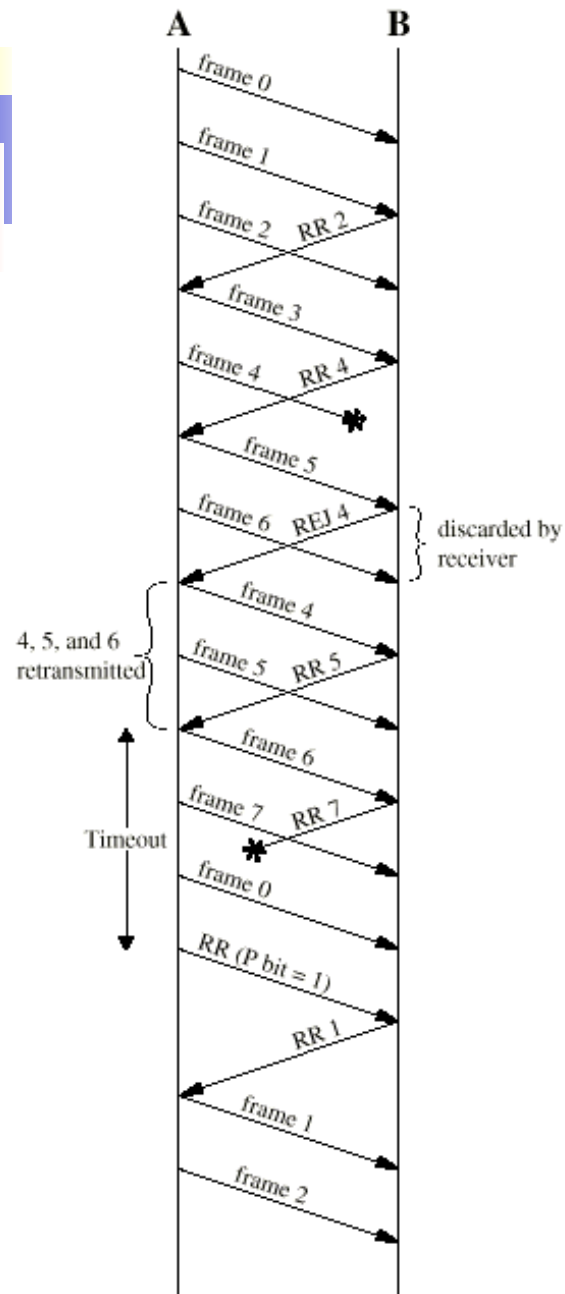 A B
frame 0
frame 1
frame 2
RR 2
frame 3
frame 4
RR 4
frame 5
frame 6
REJ 4
discarded by
receiver
frame 4
4, 5, and 6
retransmitted
frame 5
RR 5
frame 6
frame 7
RR 7
Timeout
frame 0
RR (P bit = 1)
RR 1
frame 1
frame 2